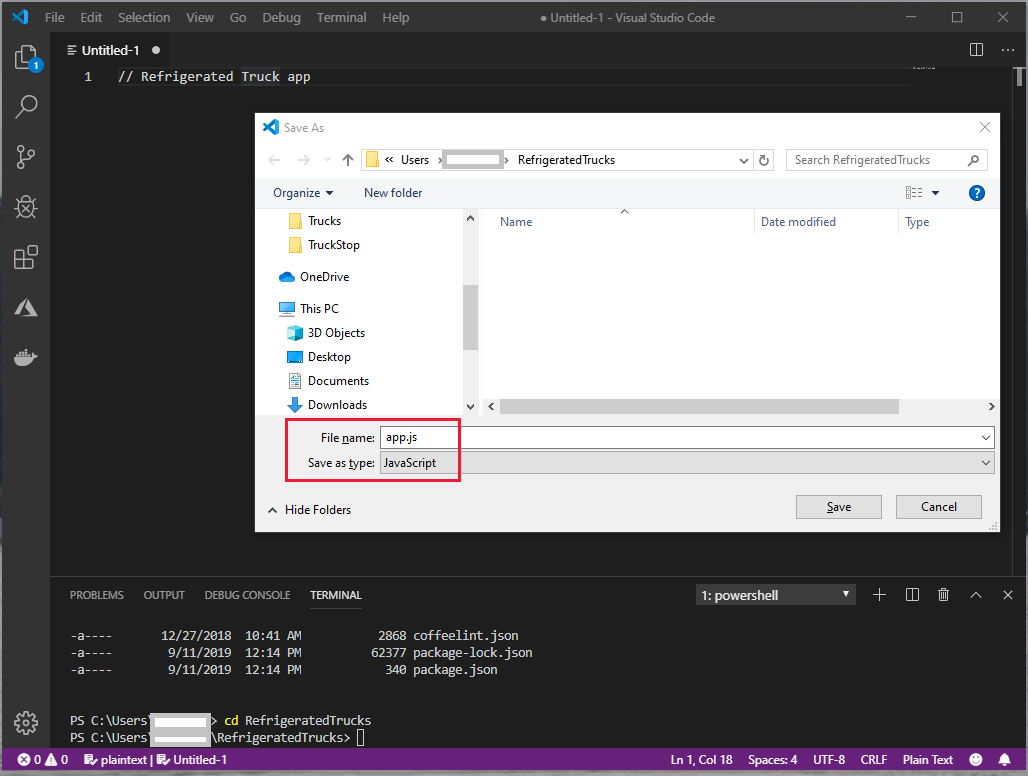 File Edit Selection View Go Debug Terminal Help ● Untitled-1 - Visual Studio Code
1
Untitled-1 ●
1 // Refrigerated Truck app
Save As
« Users › › RefrigeratedTrucks
Search RefrigeratedTrucks
Organize New folder
Name Date modified Type
Trucks
TruckStop
OneDrive
This PC
3D Objects
Desktop
Documents
Downloads
File name: app.js
Save as type: JavaScript
Hide Folders
Save Cancel
PROBLEMS OUTPUT DEBUG CONSOLE TERMINAL 1: powershell
-a---- 12/27/2018 10:41 AM 2868 coffeelint.json
-a---- 9/11/2019 12:14 PM 62377 package-lock.json
-a---- 9/11/2019 12:14 PM 340 package.json
PS C:\Users\ > cd RefrigeratedTrucks
PS C:\Users\ \RefrigeratedTrucks>
0 0 plaintext | Untitled-1 Ln 1, Col 18 Spaces: 4 UTF-8 CRLF Plain Text